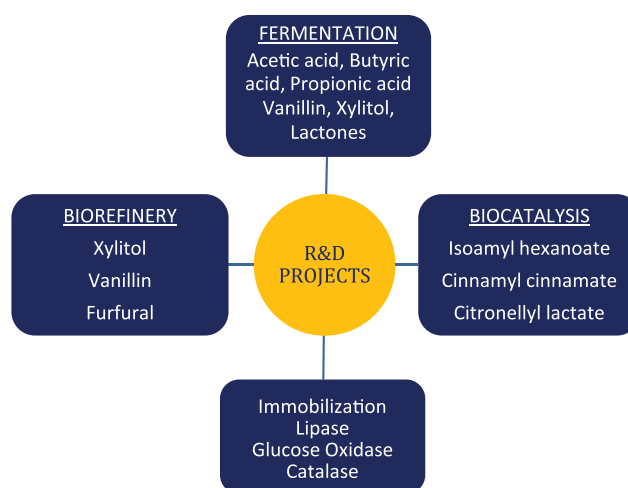 FERMENTATION
Acetic acid, Butyric
acid, Propionic acid
Vanillin, Xylitol,
Lactones
BIOREFINERY
Xylitol
Vanillin
Furfural
R&D
PROJECTS
BIOCATALYSIS
Isoamyl hexanoate
Cinnamyl cinnamate
Citronellyl lactate
Immobilization
Lipase
Glucose Oxidase
Catalase